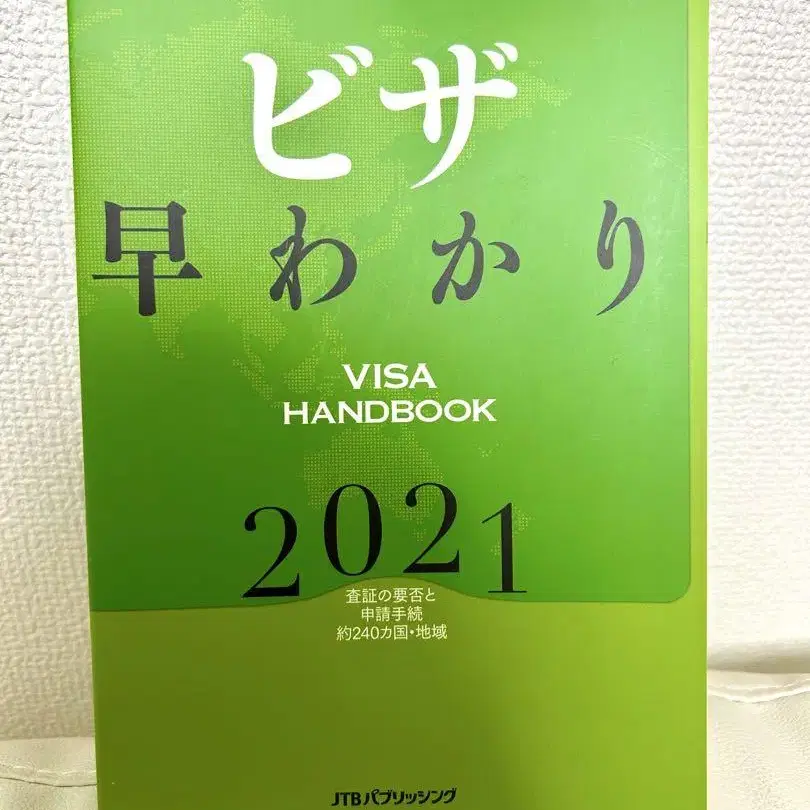 ビザ
早わかり
VISA
HANDBOOK
2021
査証の要否と
申請手続
約240カ国・地域
JTBパブリッシング